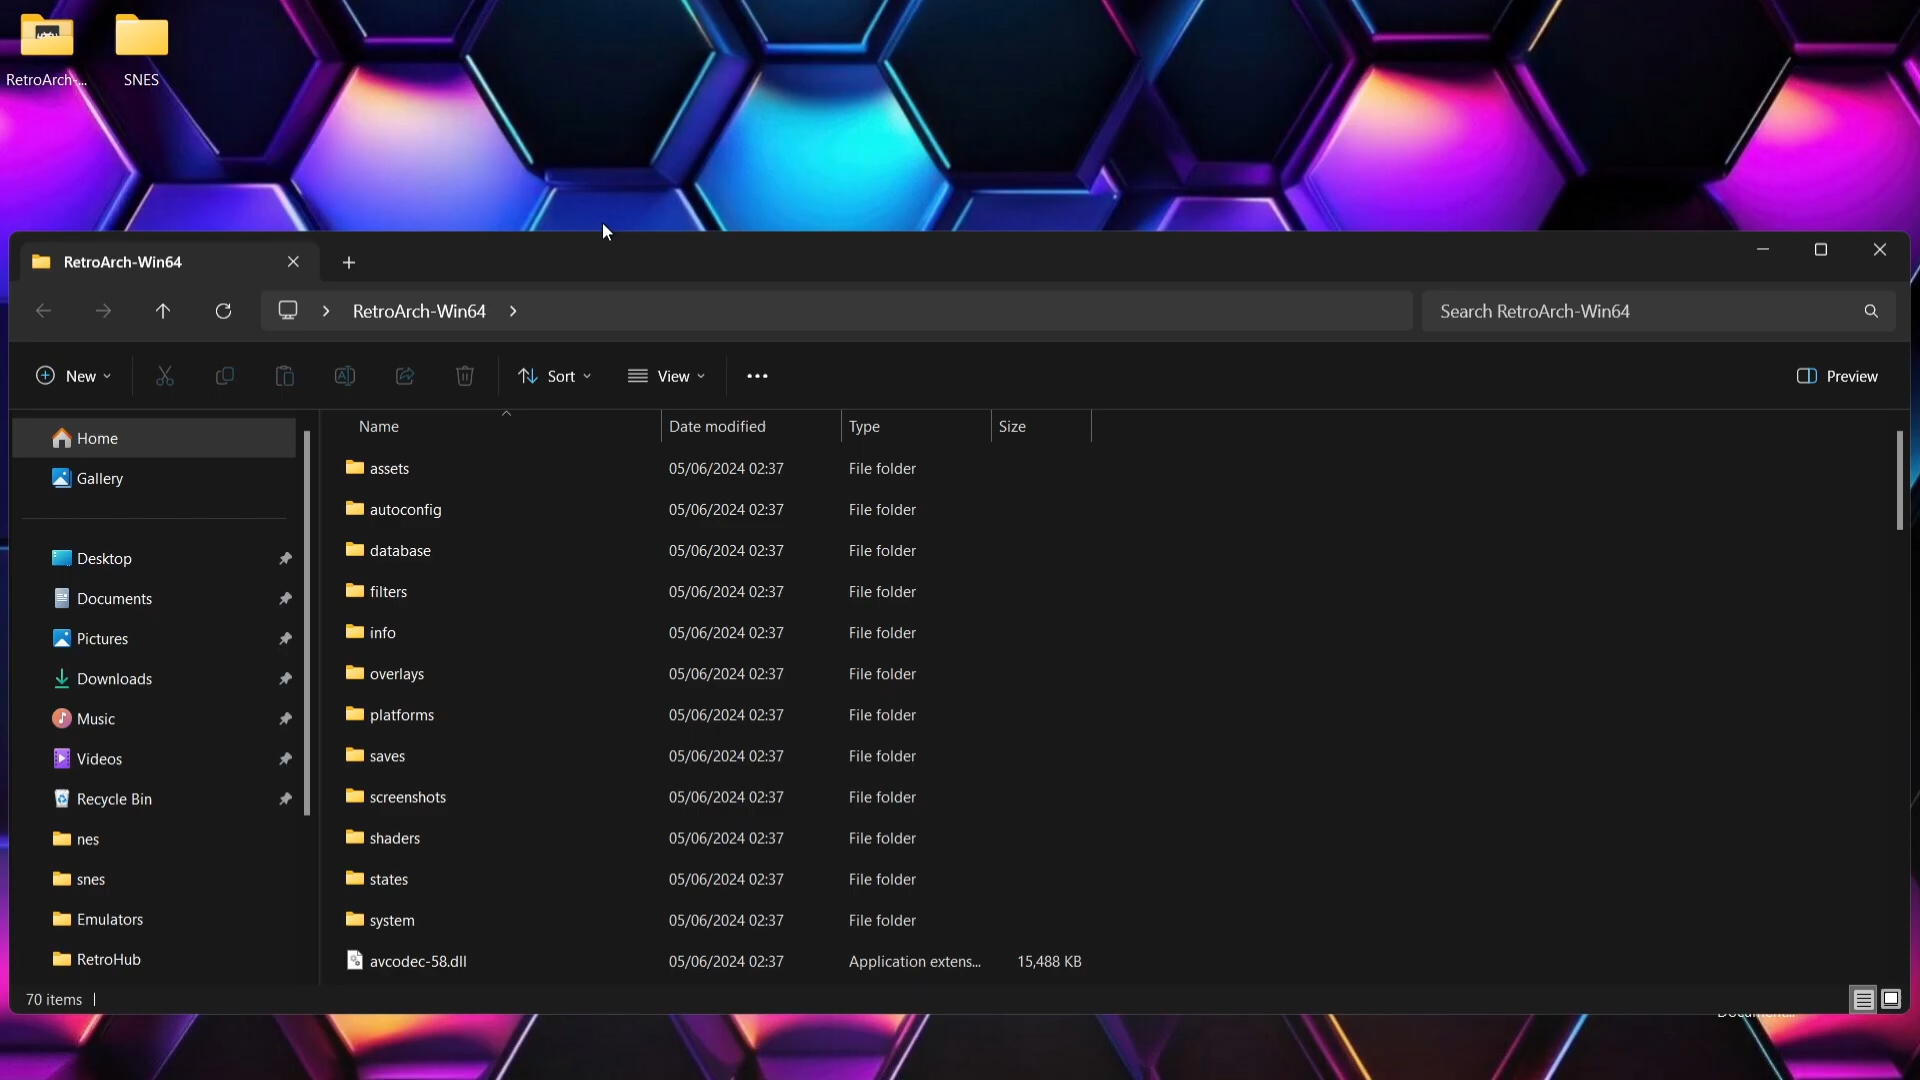 RetroArch-...
SNES
RetroArch-Win64
RetroArch-Win64
Search RetroArch-Win64
New
Sort
View
Preview
Name
Date modified
Type
Size
Home
Gallery
Desktop
Documents
Pictures
Downloads
Music
Videos
Recycle Bin
nes
snes
Emulators
RetroHub
assets 05/06/2024 02:37 File folder
autoconfig 05/06/2024 02:37 File folder
database 05/06/2024 02:37 File folder
filters 05/06/2024 02:37 File folder
info 05/06/2024 02:37 File folder
overlays 05/06/2024 02:37 File folder
platforms 05/06/2024 02:37 File folder
saves 05/06/2024 02:37 File folder
screenshots 05/06/2024 02:37 File folder
shaders 05/06/2024 02:37 File folder
states 05/06/2024 02:37 File folder
system 05/06/2024 02:37 File folder
avcodec-58.dll 05/06/2024 02:37 Application extens... 15,488 KB
70 items